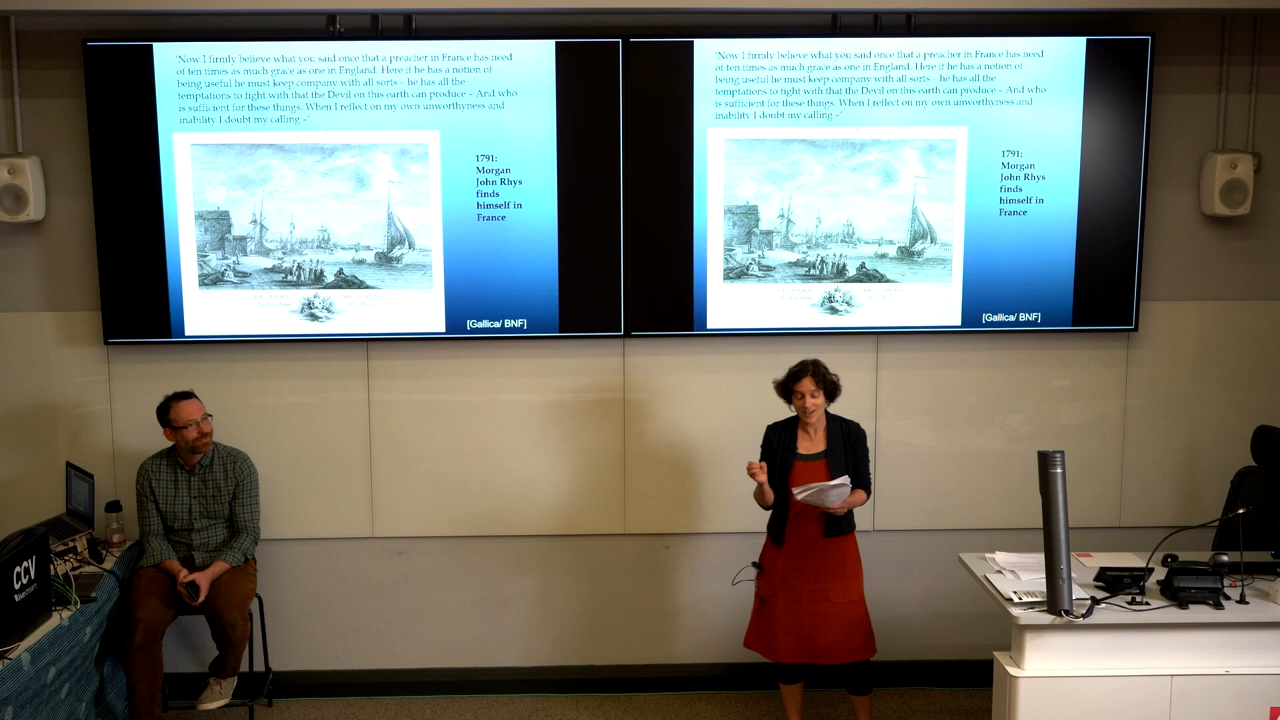 'Now I firmly believe what you said once that a preacher in France has need
of ten times as much grace as one in England. Here if he has a notion of
being useful he must keep company with all sorts – he has all the
temptations to fight with that the Devil on this earth can produce – And who
is sufficient for these things. When I reflect on my own unworthyness and
inability I doubt my calling –'
1791:
Morgan
John Rhys
finds
himself in
France
[Gallica/ BNF]
'Now I firmly believe what you said once that a preacher in France has need
of ten times as much grace as one in England. Here if he has a notion of
being useful he must keep company with all sorts – he has all the
temptations to fight with that the Devil on this earth can produce – And who
is sufficient for these things. When I reflect on my own unworthyness and
inability I doubt my calling –'
1791:
Morgan
John Rhys
finds
himself in
France
[Gallica/ BNF]
CCV
livestream